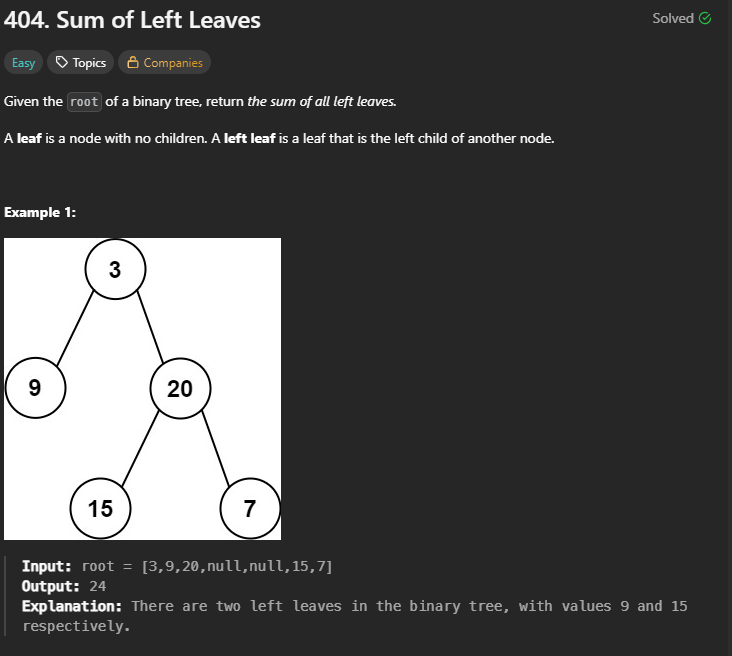 404. Sum of Left Leaves
Solved
Easy Topics Companies
Given the root of a binary tree, return the sum of all left leaves.
A leaf is a node with no children. A left leaf is a leaf that is the left child of another node.
Example 1:
3
9 20
15 7
Input: root = [3,9,20,null,null,15,7]
Output: 24
Explanation: There are two left leaves in the binary tree, with values 9 and 15
respectively.